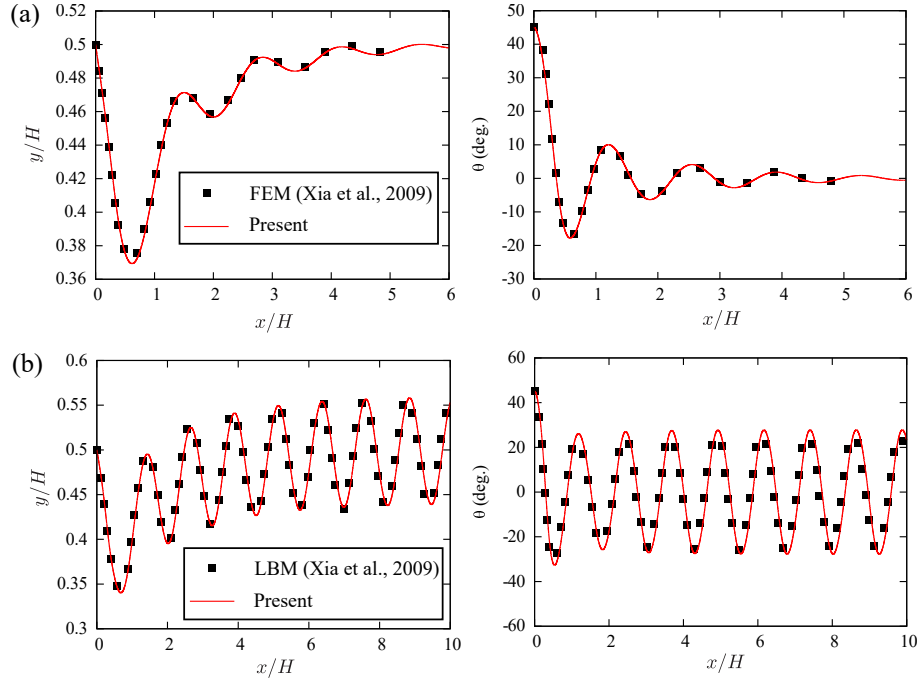 (a)
0.5
0.48
0.46
0.44
0.42
0.4
0.38
0.36
y/H
FEM (Xia et al., 2009)
Present
0 1 2 3 4 5 6
x/H
50
40
30
20
10
0
-10
-20
-30
θ (deg.)
0 1 2 3 4 5 6
x/H
(b)
0.6
0.55
0.5
0.45
0.4
0.35
0.3
y/H
LBM (Xia et al., 2009)
Present
0 2 4 6 8 10
x/H
60
40
20
0
-20
-40
-60
θ (deg.)
0 2 4 6 8 10
x/H